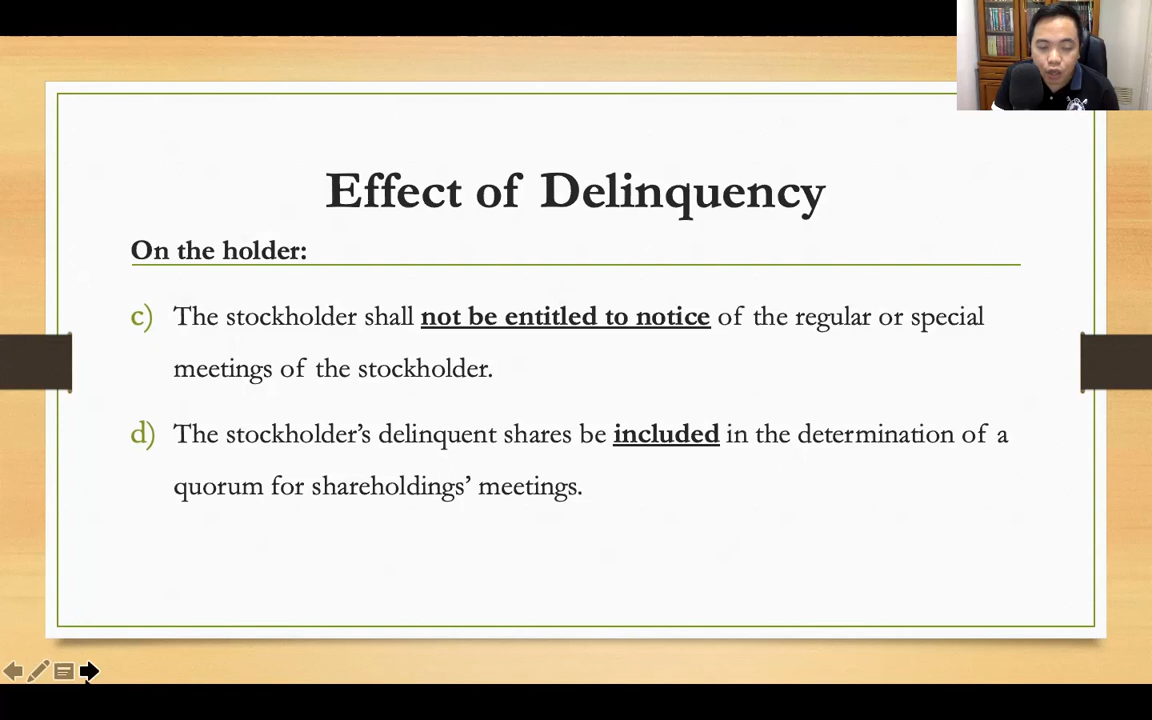 Effect of Delinquency
On the holder:
c) The stockholder shall not be entitled to notice of the regular or special
meetings of the stockholder.
d) The stockholder’s delinquent shares be included in the determination of a
quorum for shareholdings’ meetings.